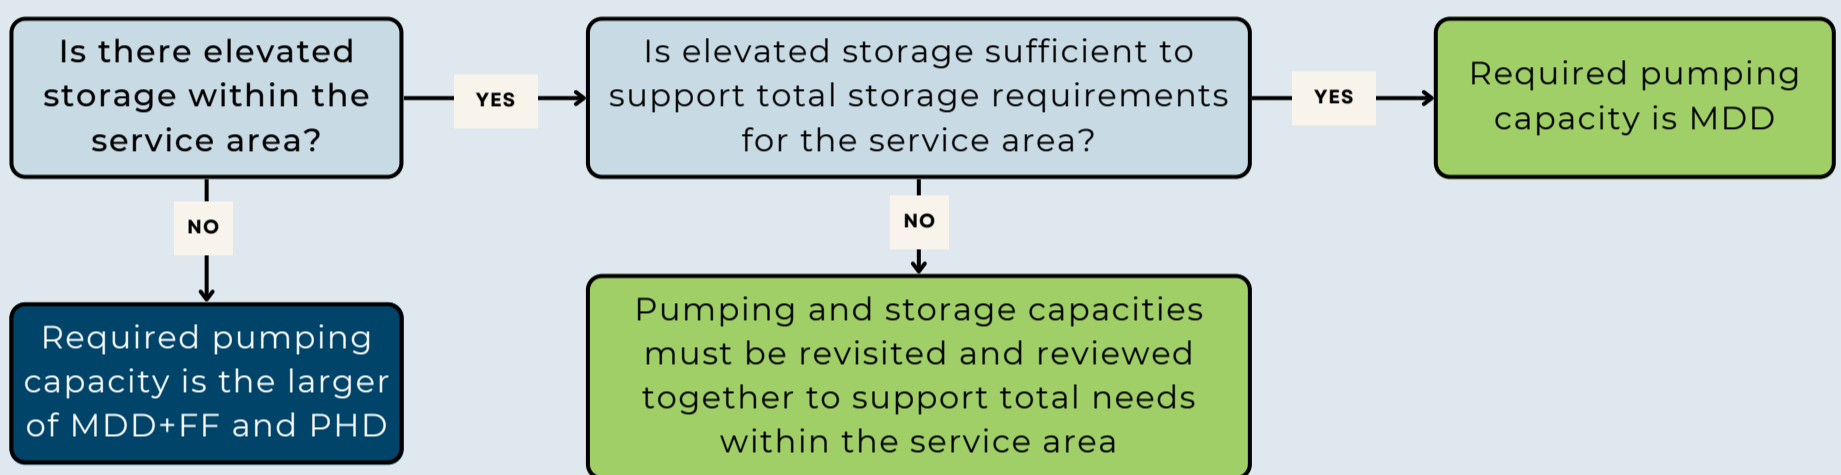 Is there elevated
storage within the
service area?
YES
Is elevated storage sufficient to
support total storage requirements
for the service area?
YES
Required pumping
capacity is MDD
NO
NO
Required pumping
capacity is the larger
of MDD+FF and PHD
Pumping and storage capacities
must be revisited and reviewed
together to support total needs
within the service area